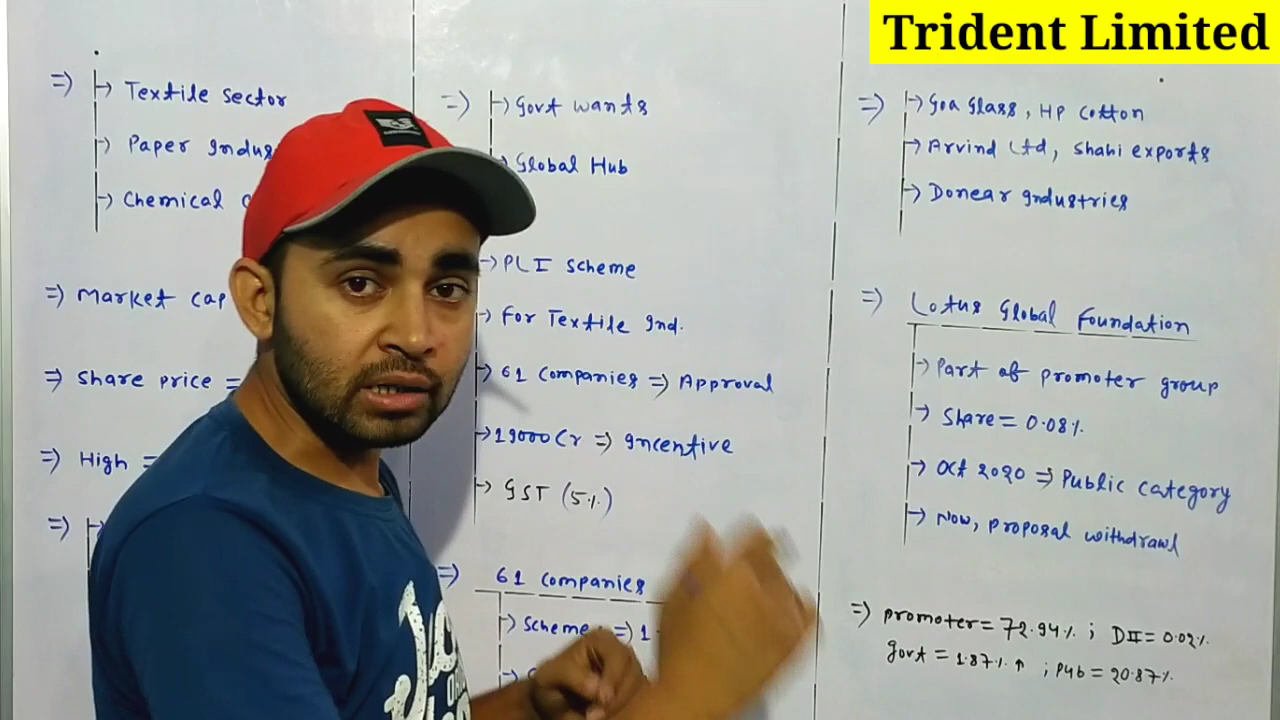 Trident Limited
=> -> Textile Sector
-> Paper Indus
-> Chemical
=> Market Cap
=> Share price =
=> High =
=>
=> -> Govt wants
-> Global Hub
-> PLI Scheme
-> For Textile Ind.
-> 61 Companies => Approval
-> 19000 Cr => Incentive
-> GST (5%)
=> 61 Companies
-> Scheme => 1
=> -> Goa Glass, HP Cotton
-> Arvind Ltd, Shahi exports
-> Donear Industries
=> Lotus Global Foundation
-> Part of promoter group
-> Share = 0.08%
-> Oct 2020 => Public category
-> Now, proposal withdrawl
=> promoter = 72.94% ; DII = 0.02%
Govt = 1.87% ↑ ; Pub = 20.87%